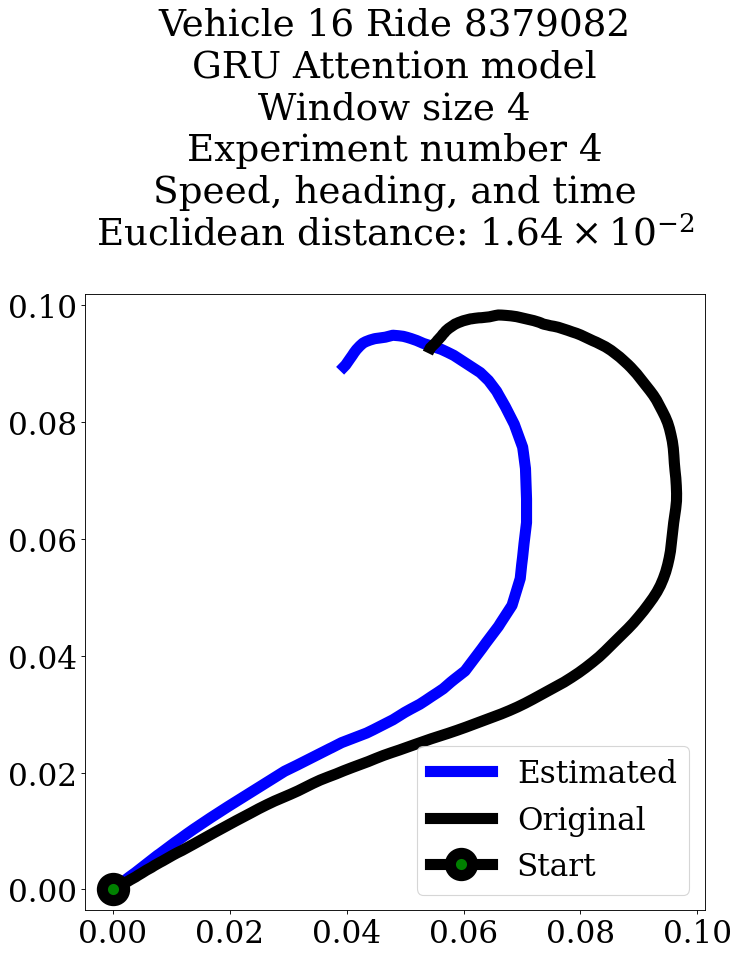 Vehicle 16 Ride 8379082
GRU Attention model
Window size 4
Experiment number 4
Speed, heading, and time
Euclidean distance: 1.64 × 10⁻²
0.10
0.08
0.06
0.04
0.02
0.00
Estimated
Original
Start
0.00 0.02 0.04 0.06 0.08 0.10